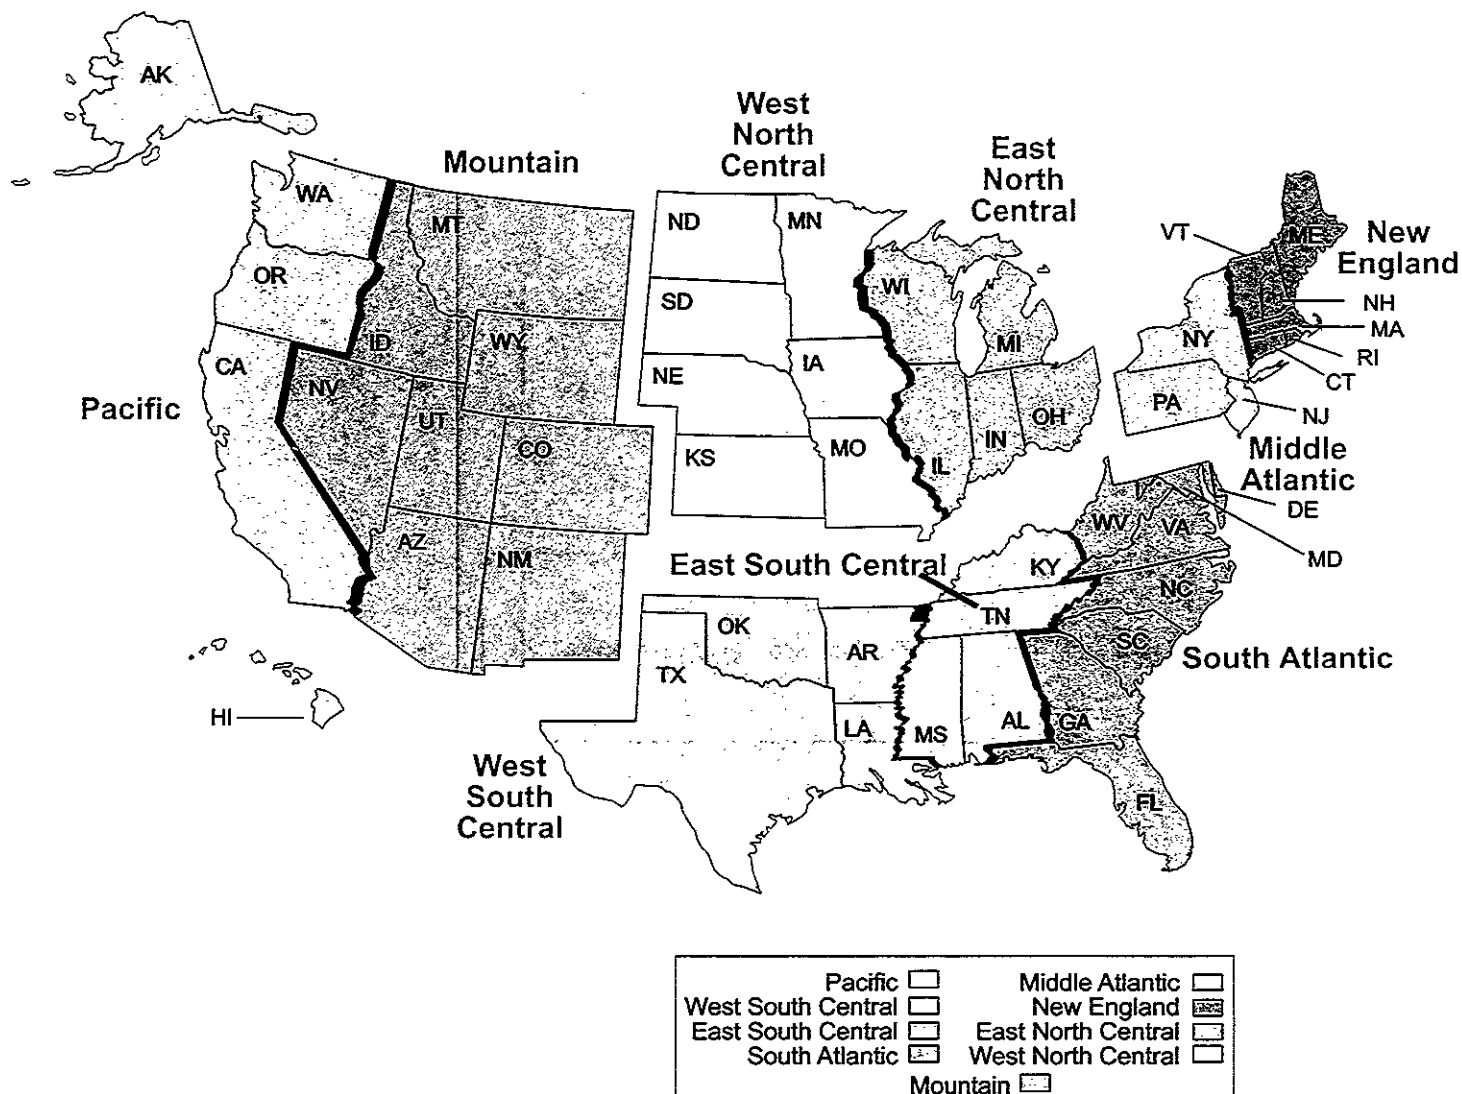 AK
West
North
Central
East
North
Central
Mountain
WA
MT
ND
MN
VT
ME
New
England
OR
WI
SD
NH
MA
ID
WY
MI
NY
RI
CA
NV
IA
NE
CT
Pacific
UT
PA
NJ
OH
CO
KS
MO
IL
IN
Middle
Atlantic
DE
WV
VA
AZ
NM
East South Central
KY
MD
NC
TN
OK
AR
SC
South Atlantic
TX
HI
LA
MS
AL
GA
West
South
Central
FL
Pacific
Middle Atlantic
West South Central
New England
East South Central
East North Central
South Atlantic
West North Central
Mountain